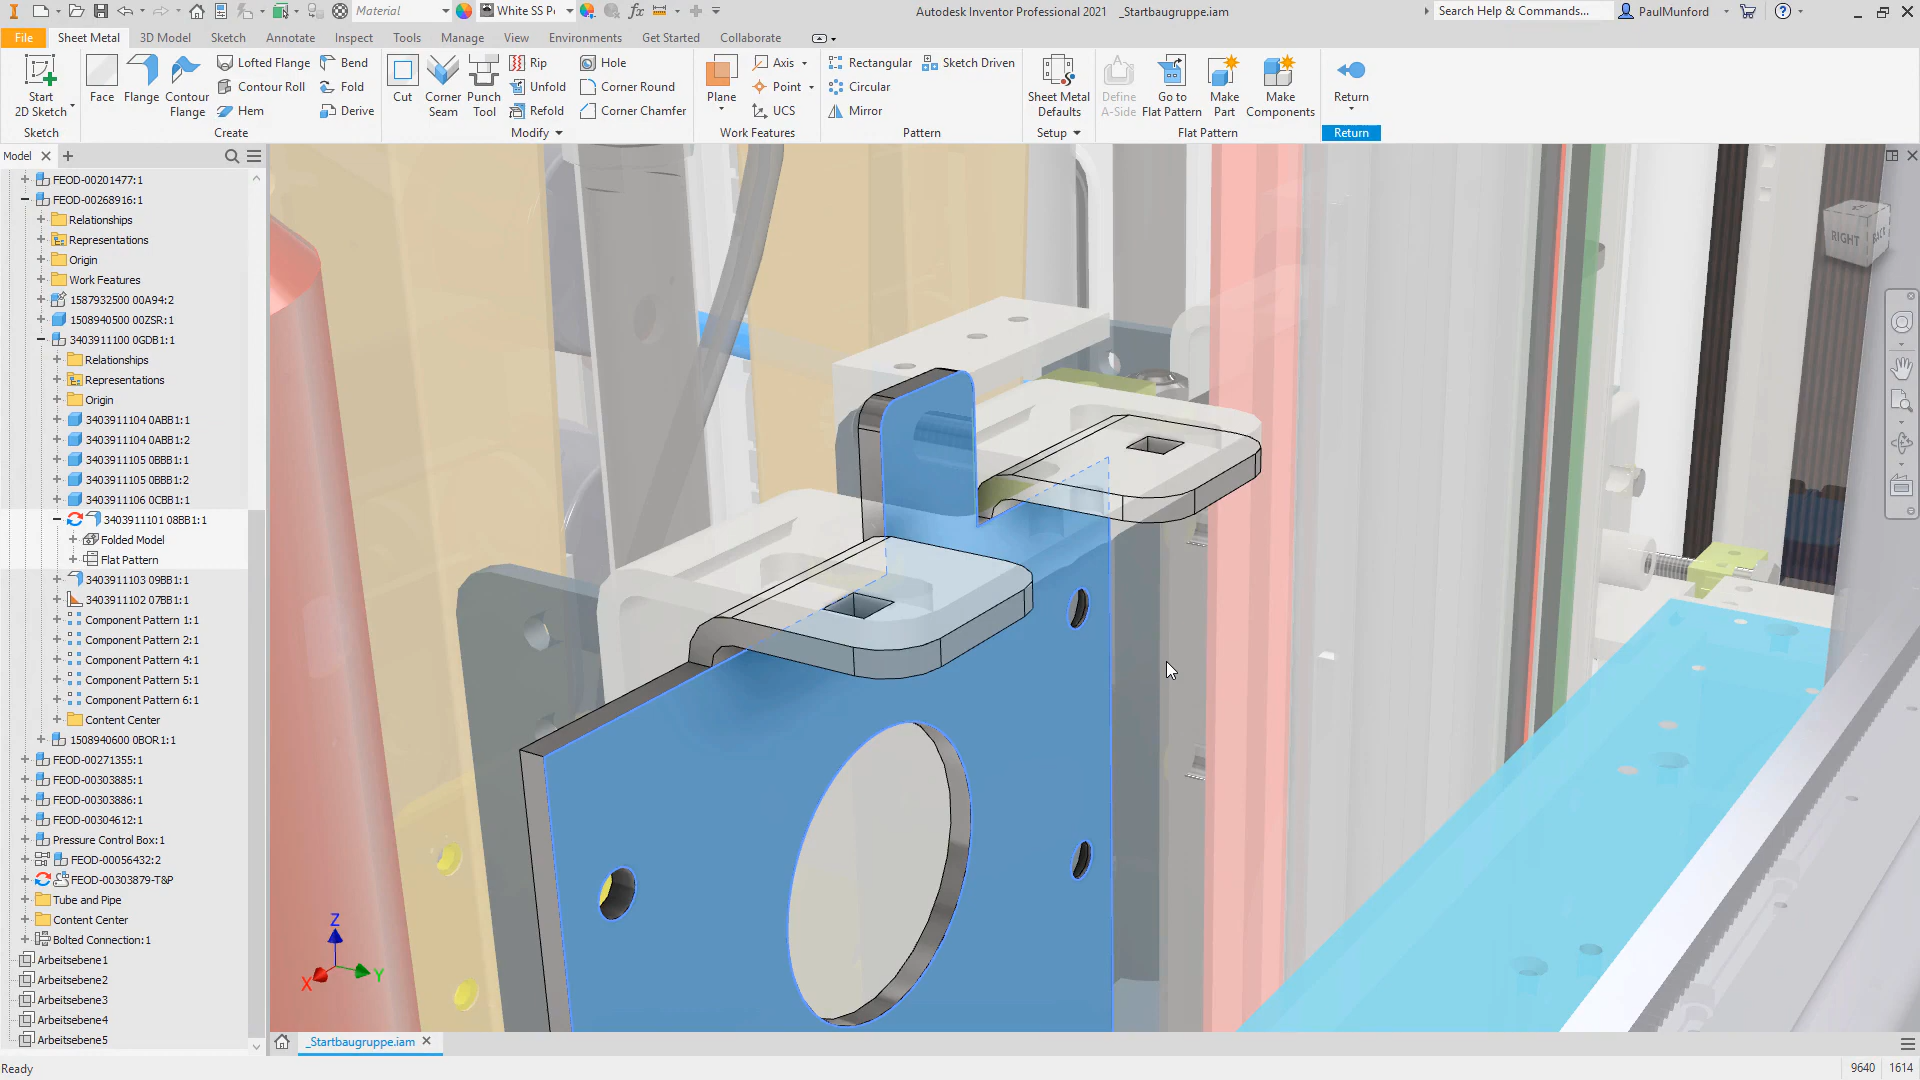 Material
White SS P
Autodesk Inventor Professional 2021 _Startbaugruppe.iam
Search Help & Commands...
PaulMunford
File
Sheet Metal
3D Model
Sketch
Annotate
Inspect
Tools
Manage
View
Environments
Get Started
Collaborate
Start
2D Sketch
Sketch
Face
Flange
Contour
Flange
Lofted Flange
Contour Roll
Hem
Bend
Fold
Derive
Create
Cut
Corner
Seam
Punch
Tool
Rip
Unfold
Refold
Hole
Corner Round
Corner Chamfer
Modify
Plane
Axis
Point
UCS
Work Features
Rectangular
Circular
Mirror
Sketch Driven
Pattern
Sheet Metal
Defaults
Setup
Define
A-Side
Go to
Flat Pattern
Make
Part
Make
Components
Flat Pattern
Return
Return
Model
FEOD-00201477:1
FEOD-00268916:1
Relationships
Representations
Origin
Work Features
1587932500 00A94:2
1508940500 00ZSR:1
3403911100 0GDB1:1
Relationships
Representations
Origin
3403911104 0ABB1:1
3403911104 0ABB1:2
3403911105 0BBB1:1
3403911105 0BBB1:2
3403911106 0CBB1:1
3403911101 08BB1:1
Folded Model
Flat Pattern
3403911103 09BB1:1
3403911102 07BB1:1
Component Pattern 1:1
Component Pattern 2:1
Component Pattern 4:1
Component Pattern 5:1
Component Pattern 6:1
Content Center
1508940600 0BOR1:1
FEOD-00271355:1
FEOD-00303885:1
FEOD-00303886:1
FEOD-00304612:1
Pressure Control Box:1
FEOD-00056432:2
FEOD-00303879-T&P
Tube and Pipe
Content Center
Bolted Connection:1
Arbeitsebene1
Arbeitsebene2
Arbeitsebene3
Arbeitsebene4
Arbeitsebene5
RIGHT
BACK
Z
X
Y
_Startbaugruppe.iam
Ready
9640
1614